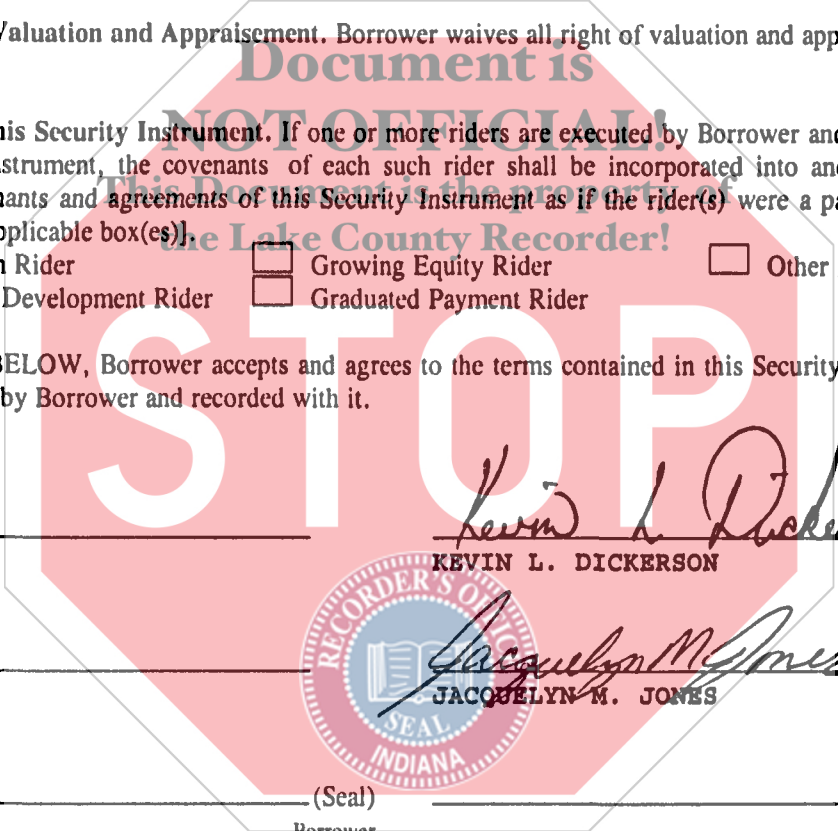 Valuation and Appraisement. Borrower waives all right of valuation and app
Document is
NOT OFFICIAL!
his Security Instrument. If one or more riders are executed by Borrower and
strument, the covenants of each such rider shall be incorporated into and
This Document is the property of
nants and agreements of this Security Instrument as if the rider(s) were a pa
pplicable box(es)].
the Lake County Recorder!
n Rider Growing Equity Rider Other
Development Rider Graduated Payment Rider
STOP
BELOW, Borrower accepts and agrees to the terms contained in this Security
by Borrower and recorded with it.
Kevin L Dicke
KEVIN L. DICKERSON
RECORDER'S OFFICE
Jacquelyn M Jones
JACQUELYN M. JONES
SEAL
INDIANA
(Seal)
Borrower